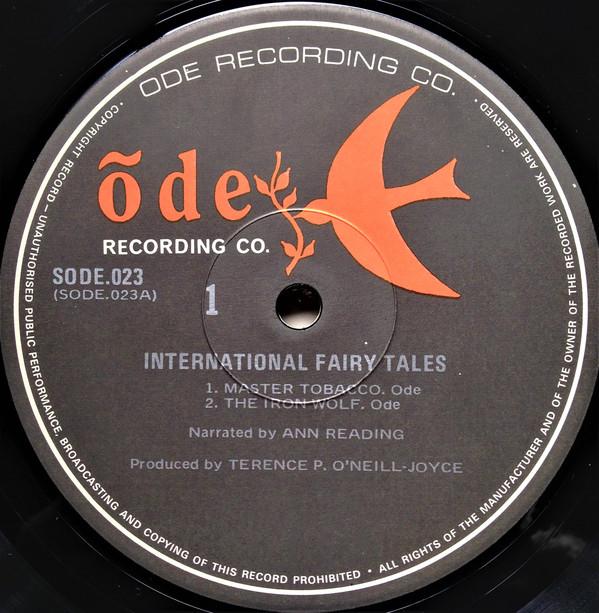 ODE RECORDING CO.
õde
RECORDING CO.
SODE.023
(SODE.023A)
1
INTERNATIONAL FAIRY TALES
1. MASTER TOBACCO. Ode
2. THE IRON WOLF. Ode
Narrated by ANN READING
Produced by TERENCE P. O'NEILL-JOYCE
· COPYRIGHT RECORD – UNAUTHORISED PUBLIC PERFORMANCE, BROADCASTING AND COPYING OF THIS RECORD PROHIBITED • ALL RIGHTS OF THE MANUFACTURER AND OF THE OWNER OF THE RECORDED WORK ARE RESERVED ·